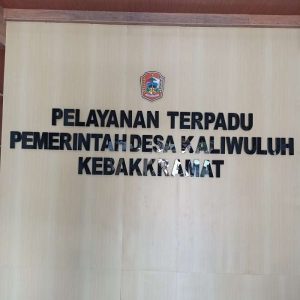 PELAYANAN TERPADU
PEMERINTAH DESA KALIWULUH
KEBAKKRAMAT